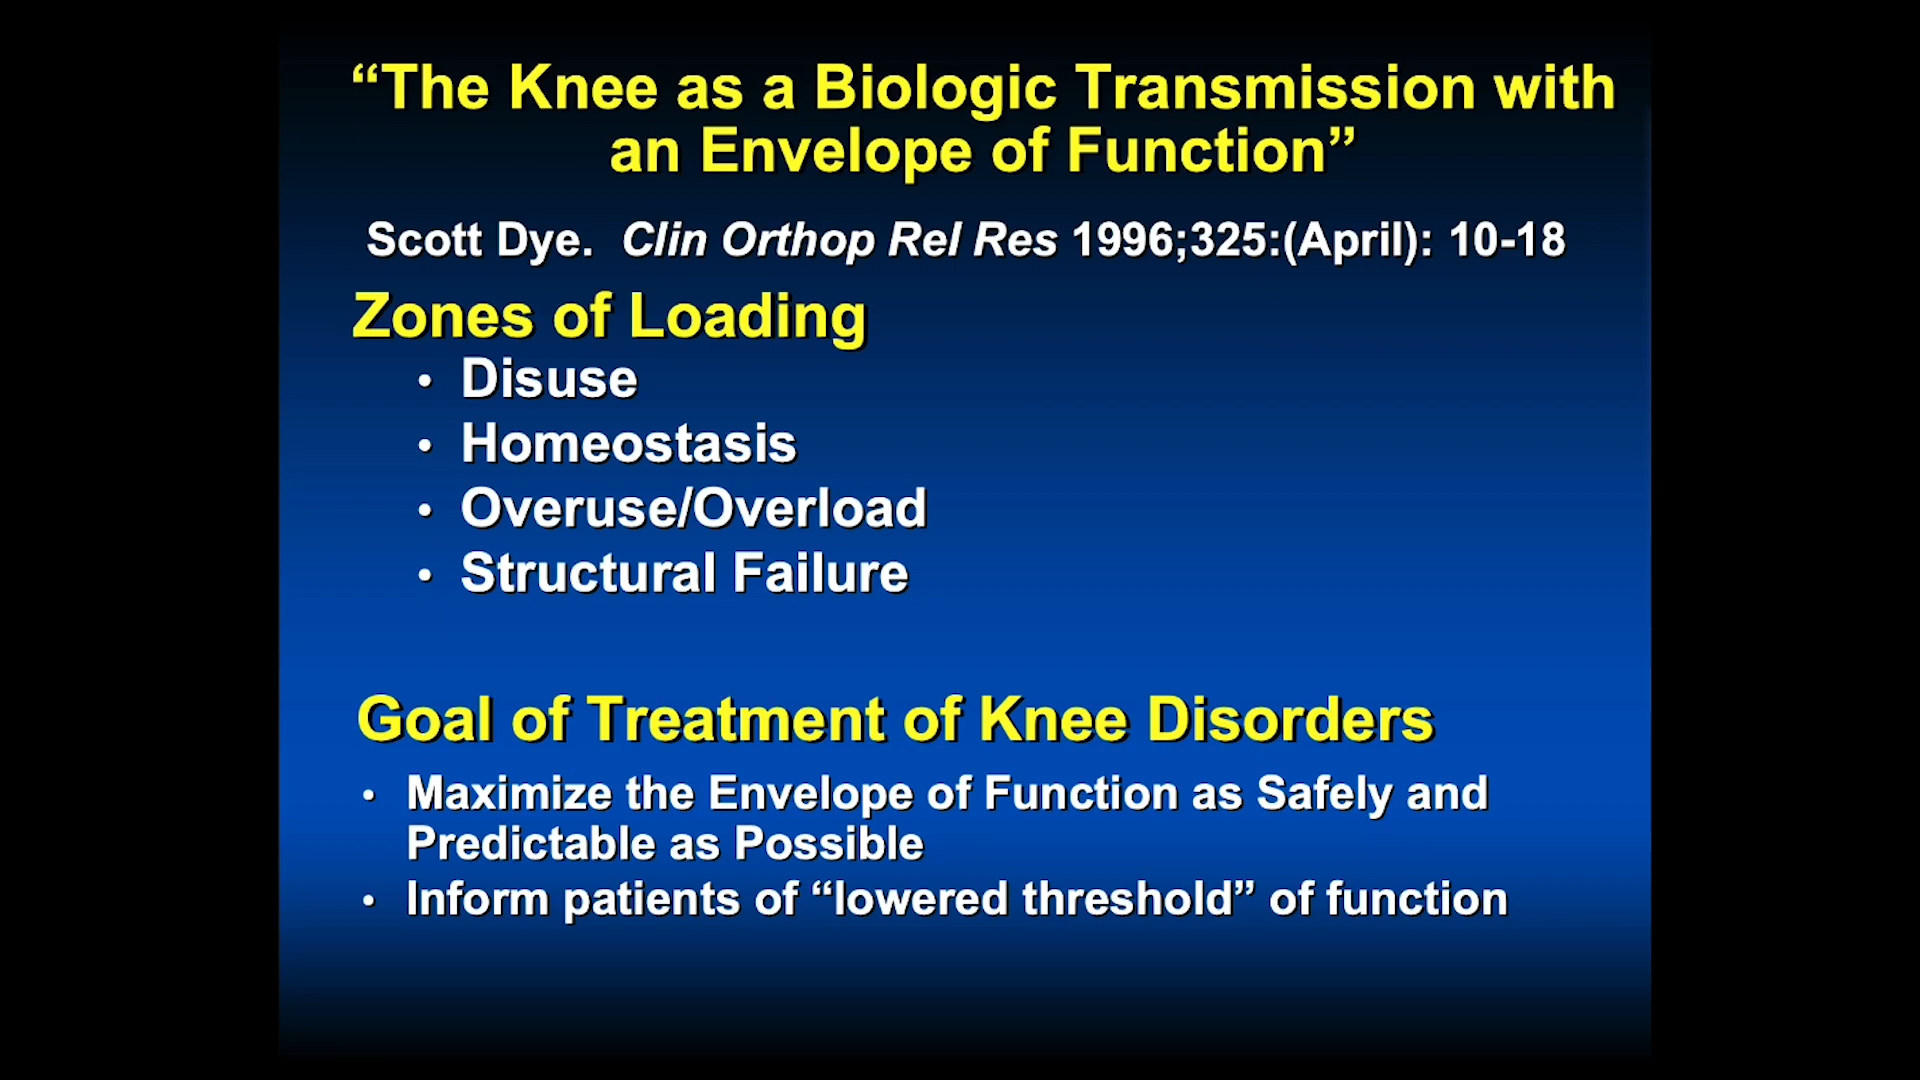 “The Knee as a Biologic Transmission with
an Envelope of Function”
Scott Dye. Clin Orthop Rel Res 1996;325:(April): 10-18
Zones of Loading
• Disuse
• Homeostasis
• Overuse/Overload
• Structural Failure
Goal of Treatment of Knee Disorders
• Maximize the Envelope of Function as Safely and
Predictable as Possible
• Inform patients of “lowered threshold” of function